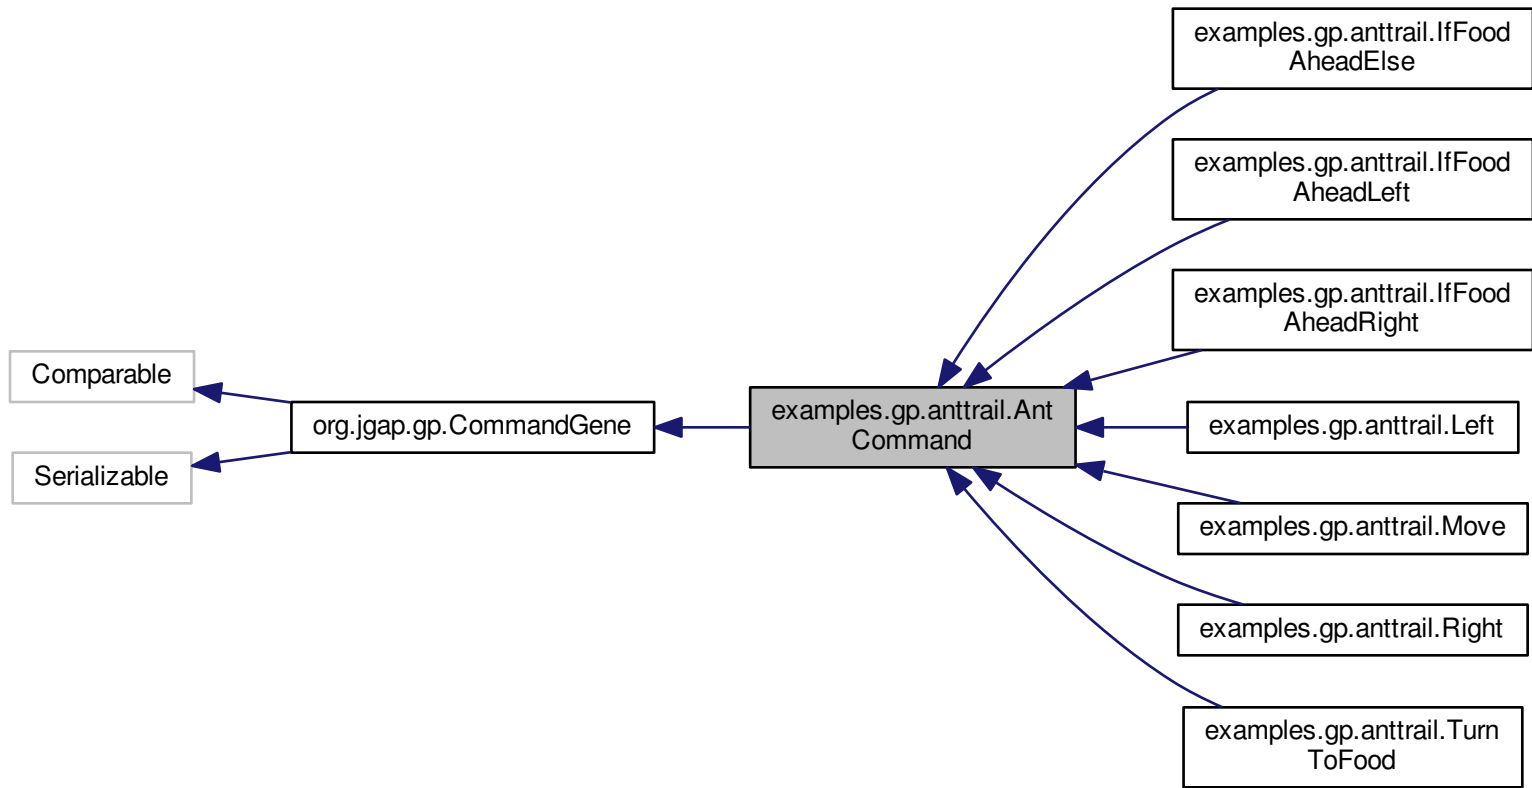 examples.gp.anttrail.IfFood
AheadElse
examples.gp.anttrail.IfFood
AheadLeft
examples.gp.anttrail.IfFood
AheadRight
Comparable
Serializable
org.jgap.gp.CommandGene
examples.gp.anttrail.Ant
Command
examples.gp.anttrail.Left
examples.gp.anttrail.Move
examples.gp.anttrail.Right
examples.gp.anttrail.Turn
ToFood